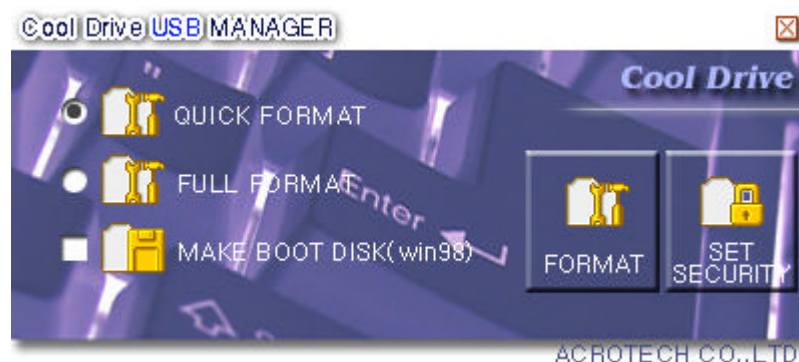 Cool Drive USB MANAGER
Cool Drive
QUICK FORMAT
FULL FORMAT
Enter
MAKE BOOT DISK(win98)
FORMAT
SET
SECURITY
ACROTECH CO.,LTD